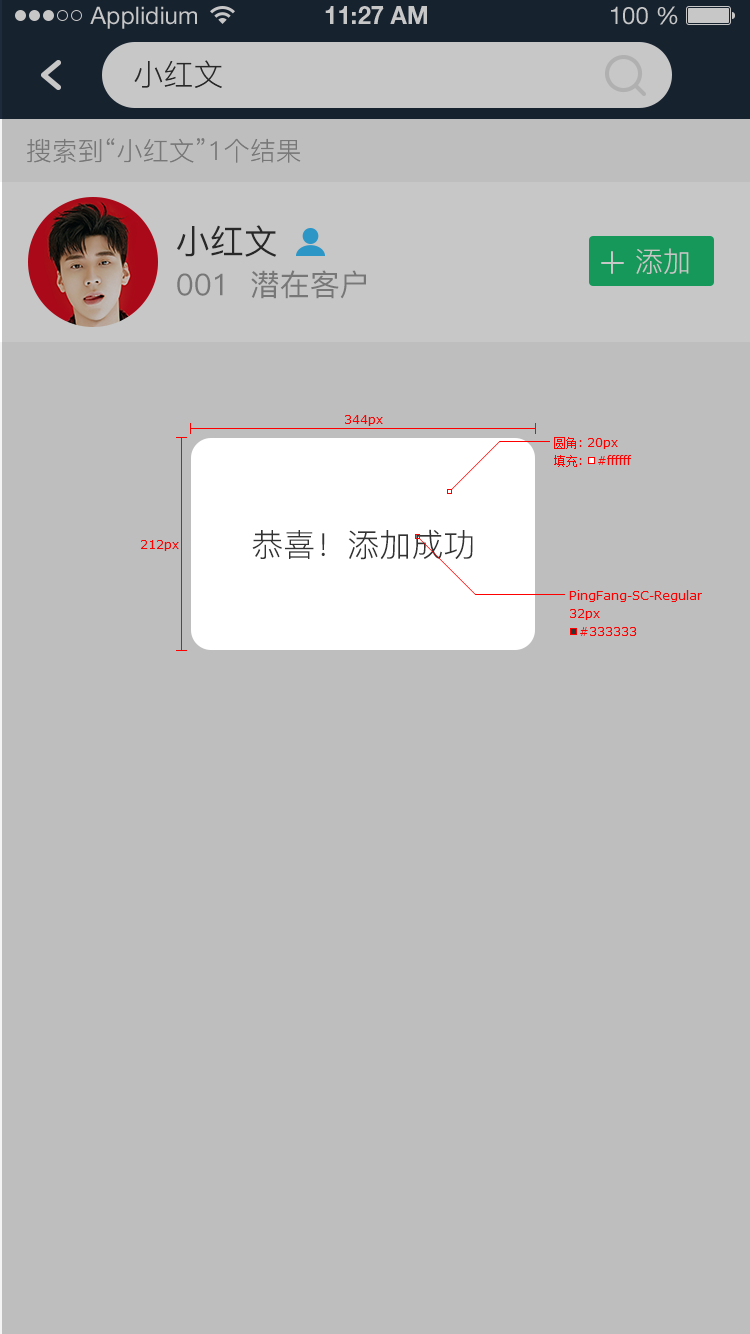 Applidium 11:27 AM 100 %
小红文
搜索到“小红文”1个结果
小红文
001 潜在客户
添加
344px
圆角: 20px
填充: #ffffff
212px
恭喜！添加成功
PingFang-SC-Regular
32px
#333333